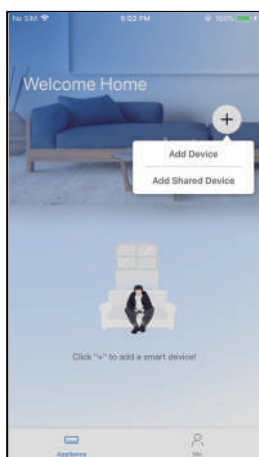 No SIM 5:02 PM 100%
Welcome Home
+
Add Device
Add Shared Device
Click "+" to add a smart device!
Appliance Me